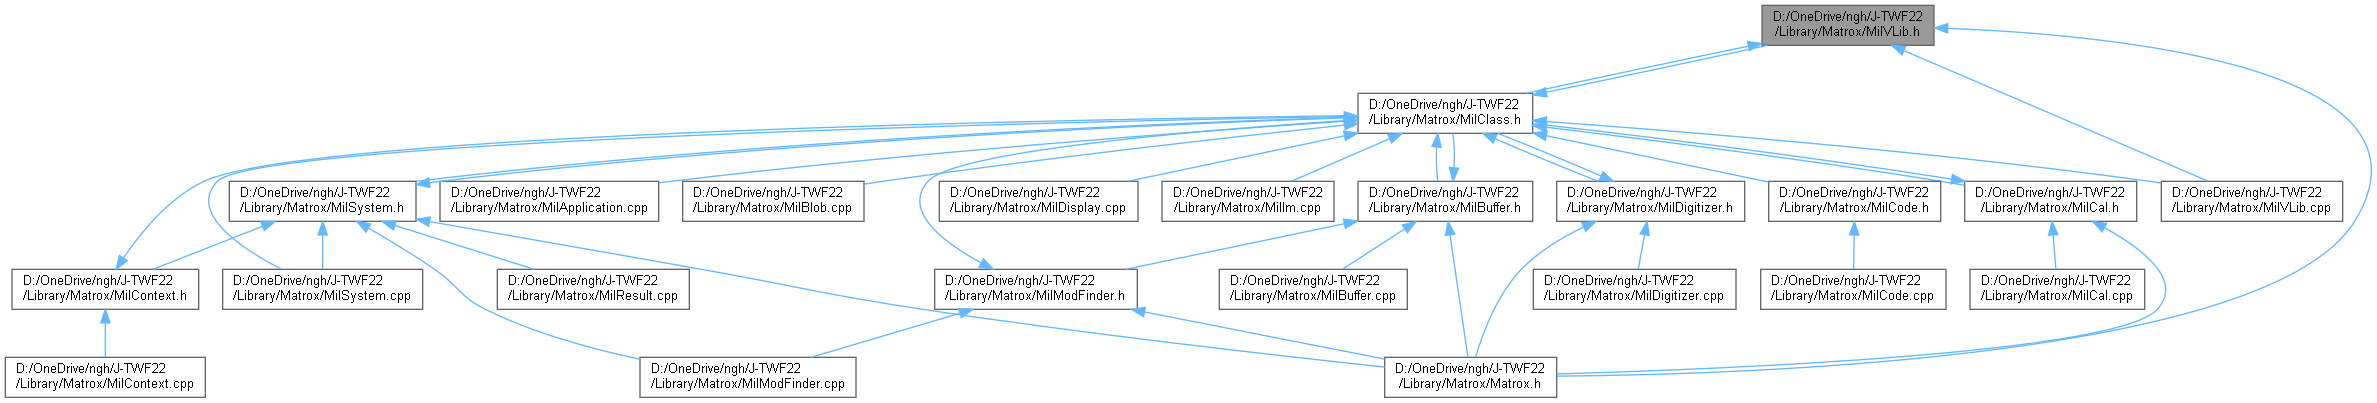 D:/OneDrive/ngh/J-TWF22
/Library/Matrox/MilVLib.h
D:/OneDrive/ngh/J-TWF22
/Library/Matrox/MilClass.h
D:/OneDrive/ngh/J-TWF22
/Library/Matrox/MilSystem.h
D:/OneDrive/ngh/J-TWF22
/Library/Matrox/MilApplication.cpp
D:/OneDrive/ngh/J-TWF22
/Library/Matrox/MilBlob.cpp
D:/OneDrive/ngh/J-TWF22
/Library/Matrox/MilDisplay.cpp
D:/OneDrive/ngh/J-TWF22
/Library/Matrox/MilIm.cpp
D:/OneDrive/ngh/J-TWF22
/Library/Matrox/MilBuffer.h
D:/OneDrive/ngh/J-TWF22
/Library/Matrox/MilDigitizer.h
D:/OneDrive/ngh/J-TWF22
/Library/Matrox/MilCode.h
D:/OneDrive/ngh/J-TWF22
/Library/Matrox/MilCal.h
D:/OneDrive/ngh/J-TWF22
/Library/Matrox/MilVLib.cpp
D:/OneDrive/ngh/J-TWF22
/Library/Matrox/MilContext.h
D:/OneDrive/ngh/J-TWF22
/Library/Matrox/MilSystem.cpp
D:/OneDrive/ngh/J-TWF22
/Library/Matrox/MilResult.cpp
D:/OneDrive/ngh/J-TWF22
/Library/Matrox/MilModFinder.h
D:/OneDrive/ngh/J-TWF22
/Library/Matrox/MilBuffer.cpp
D:/OneDrive/ngh/J-TWF22
/Library/Matrox/MilDigitizer.cpp
D:/OneDrive/ngh/J-TWF22
/Library/Matrox/MilCode.cpp
D:/OneDrive/ngh/J-TWF22
/Library/Matrox/MilCal.cpp
D:/OneDrive/ngh/J-TWF22
/Library/Matrox/MilContext.cpp
D:/OneDrive/ngh/J-TWF22
/Library/Matrox/MilModFinder.cpp
D:/OneDrive/ngh/J-TWF22
/Library/Matrox/Matrox.h